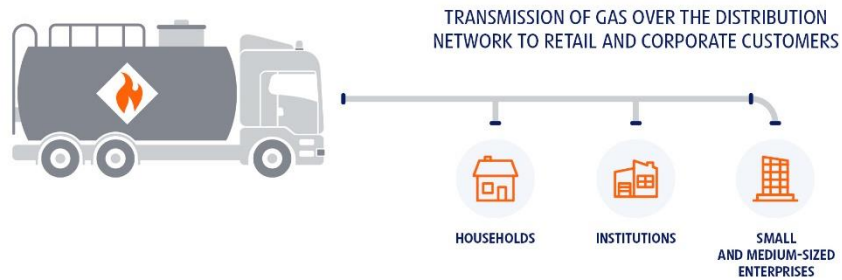 TRANSMISSION OF GAS OVER THE DISTRIBUTION
NETWORK TO RETAIL AND CORPORATE CUSTOMERS
HOUSEHOLDS
INSTITUTIONS
SMALL
AND MEDIUM-SIZED
ENTERPRISES